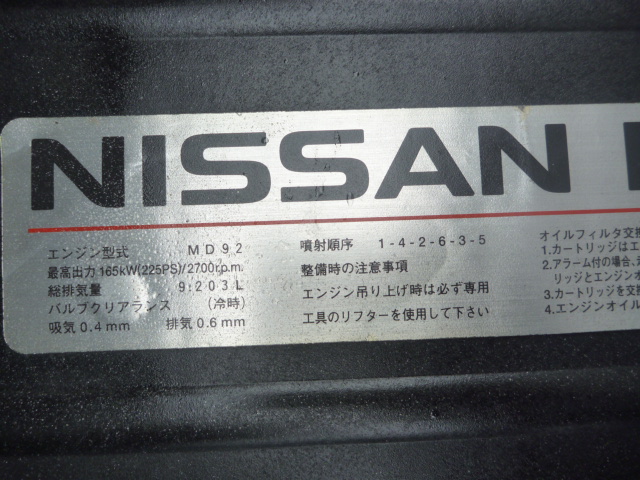 NISSAN
エンジン型式 MD92
最高出力 165kW(225PS)/2700r.p.m.
総排気量 9.203L
バルブクリアランス (冷時)
吸気 0.4mm 排気 0.6mm
噴射順序 1-4-2-6-3-5
整備時の注意事項
エンジン吊り上げ時は必ず専用
工具のリフターを使用して下さい
オイルフィルタ交換
1.カートリッジはエ
2.アラーム付の場合、
リッジとエンジン
3.カートリッジを交
4.エンジンオイル